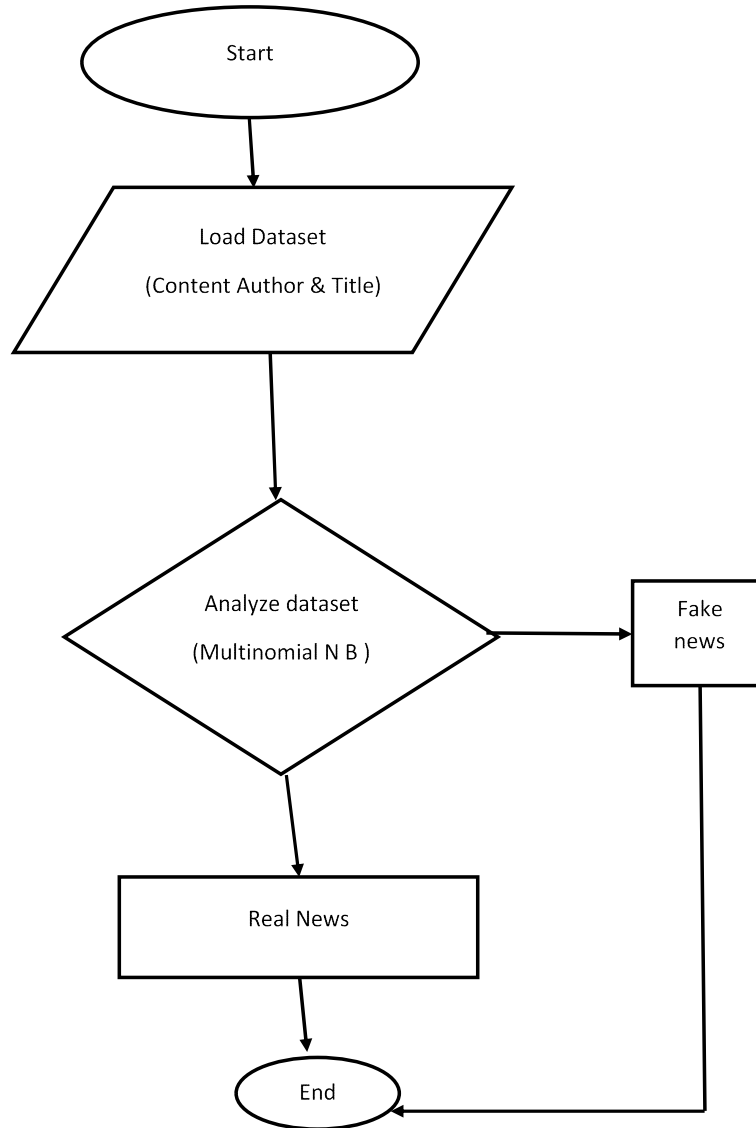 Start
Load Dataset
(Content Author & Title)
Analyze dataset
(Multinomial N B )
Fake
news
Real News
End